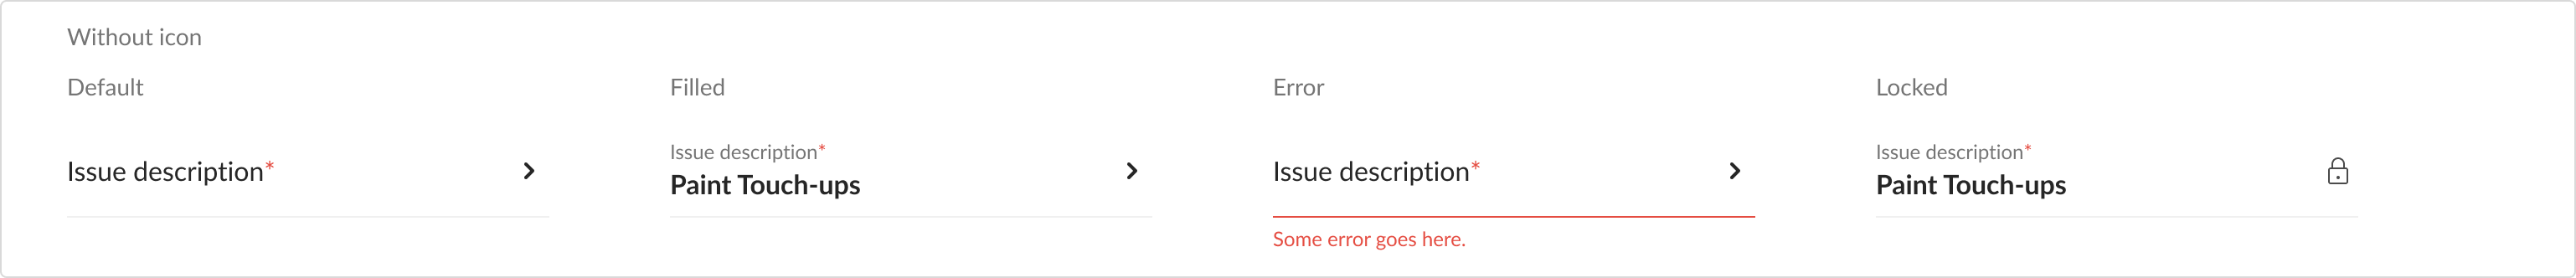 Without icon
Default
Filled
Error
Locked
Issue description*
Issue description*
Paint Touch-ups
Issue description*
Some error goes here.
Issue description*
Paint Touch-ups